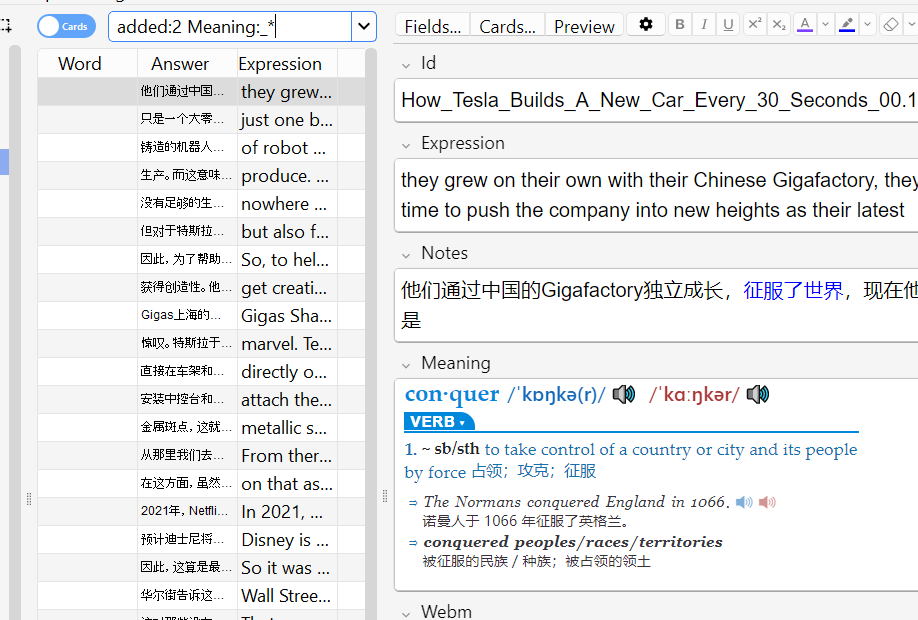 Cards
added:2 Meaning:_*
Fields...
Cards...
Preview
B I U X² X₂ A
Word Answer Expression
他们通过中国... they grew...
只是一个大零... just one b...
铸造的机器人... of robot ...
生产。而这意味... produce. ...
没有足够的生... nowhere ...
但对于特斯拉... but also f...
因此，为了帮助... So, to hel...
获得创造性。他... get creati...
Gigas上海的... Gigas Sha...
惊叹。特斯拉于... marvel. Te...
直接在车架和... directly o...
安装中控台和... attach the...
金属斑点，这就... metallic s...
从那里我们去... From ther...
在这方面，虽然... on that as...
2021年，Netfli... In 2021, ...
预计迪士尼将... Disney is ...
因此，这算是最... So it was ...
华尔街告诉这... Wall Stree...
Id
How_Tesla_Builds_A_New_Car_Every_30_Seconds_00.1
Expression
they grew on their own with their Chinese Gigafactory, they
time to push the company into new heights as their latest
Notes
他们通过中国的Gigafactory独立成长，征服了世界，现在他
是
Meaning
con·quer /ˈkɒŋkə(r)/ /ˈkɑːŋkər/
VERB
1. ~ sb/sth to take control of a country or city and its people
by force 占领；攻克；征服
⇒ The Normans conquered England in 1066.
诺曼人于 1066 年征服了英格兰。
⇒ conquered peoples/races/territories
被征服的民族 / 种族；被占领的领土
Webm